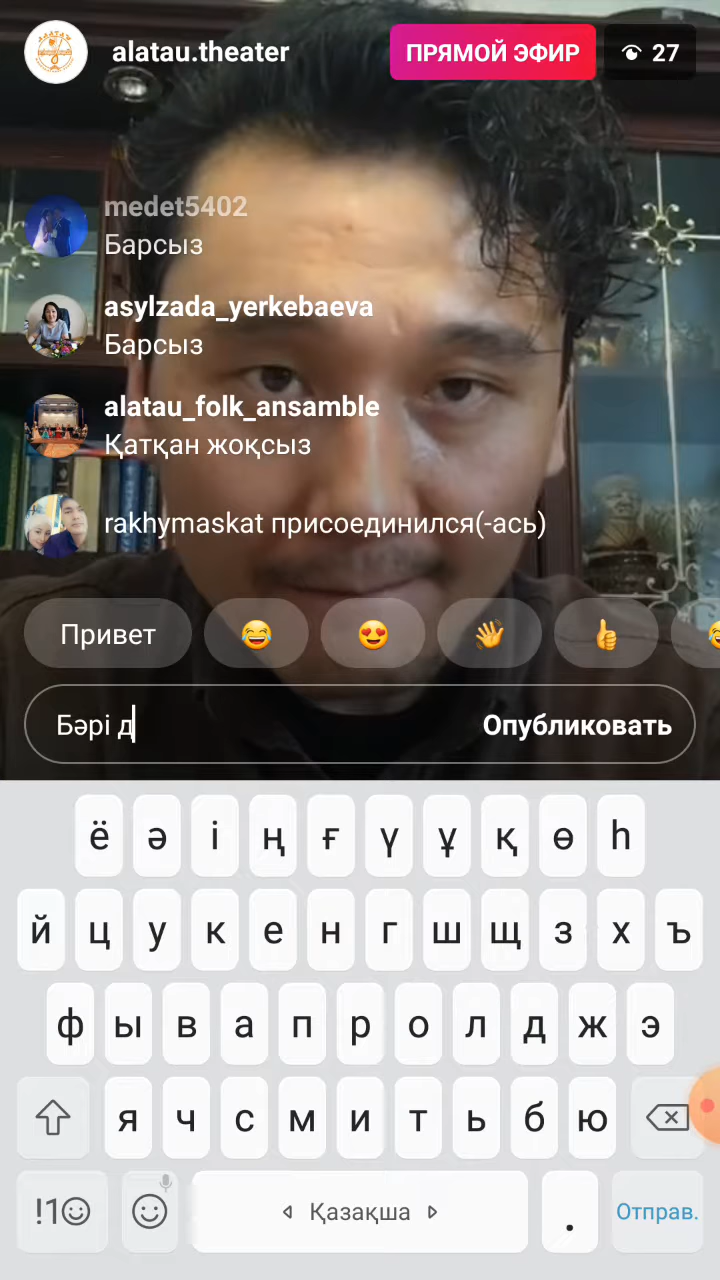 alatau.theater
ПРЯМОЙ ЭФИР
27
medet5402
Барсыз
asylzada_yerkebaeva
Барсыз
alatau_folk_ansamble
Қатқан жоқсыз
rakhymaskat присоединился(-ась)
Привет
Бәрі д
Опубликовать
ё ә і ң ғ ү ұ қ ө һ
й ц у к е н г ш щ з х ъ
ф ы в а п р о л д ж э
я ч с м и т ь б ю
!1 Қазақша . Отправ.